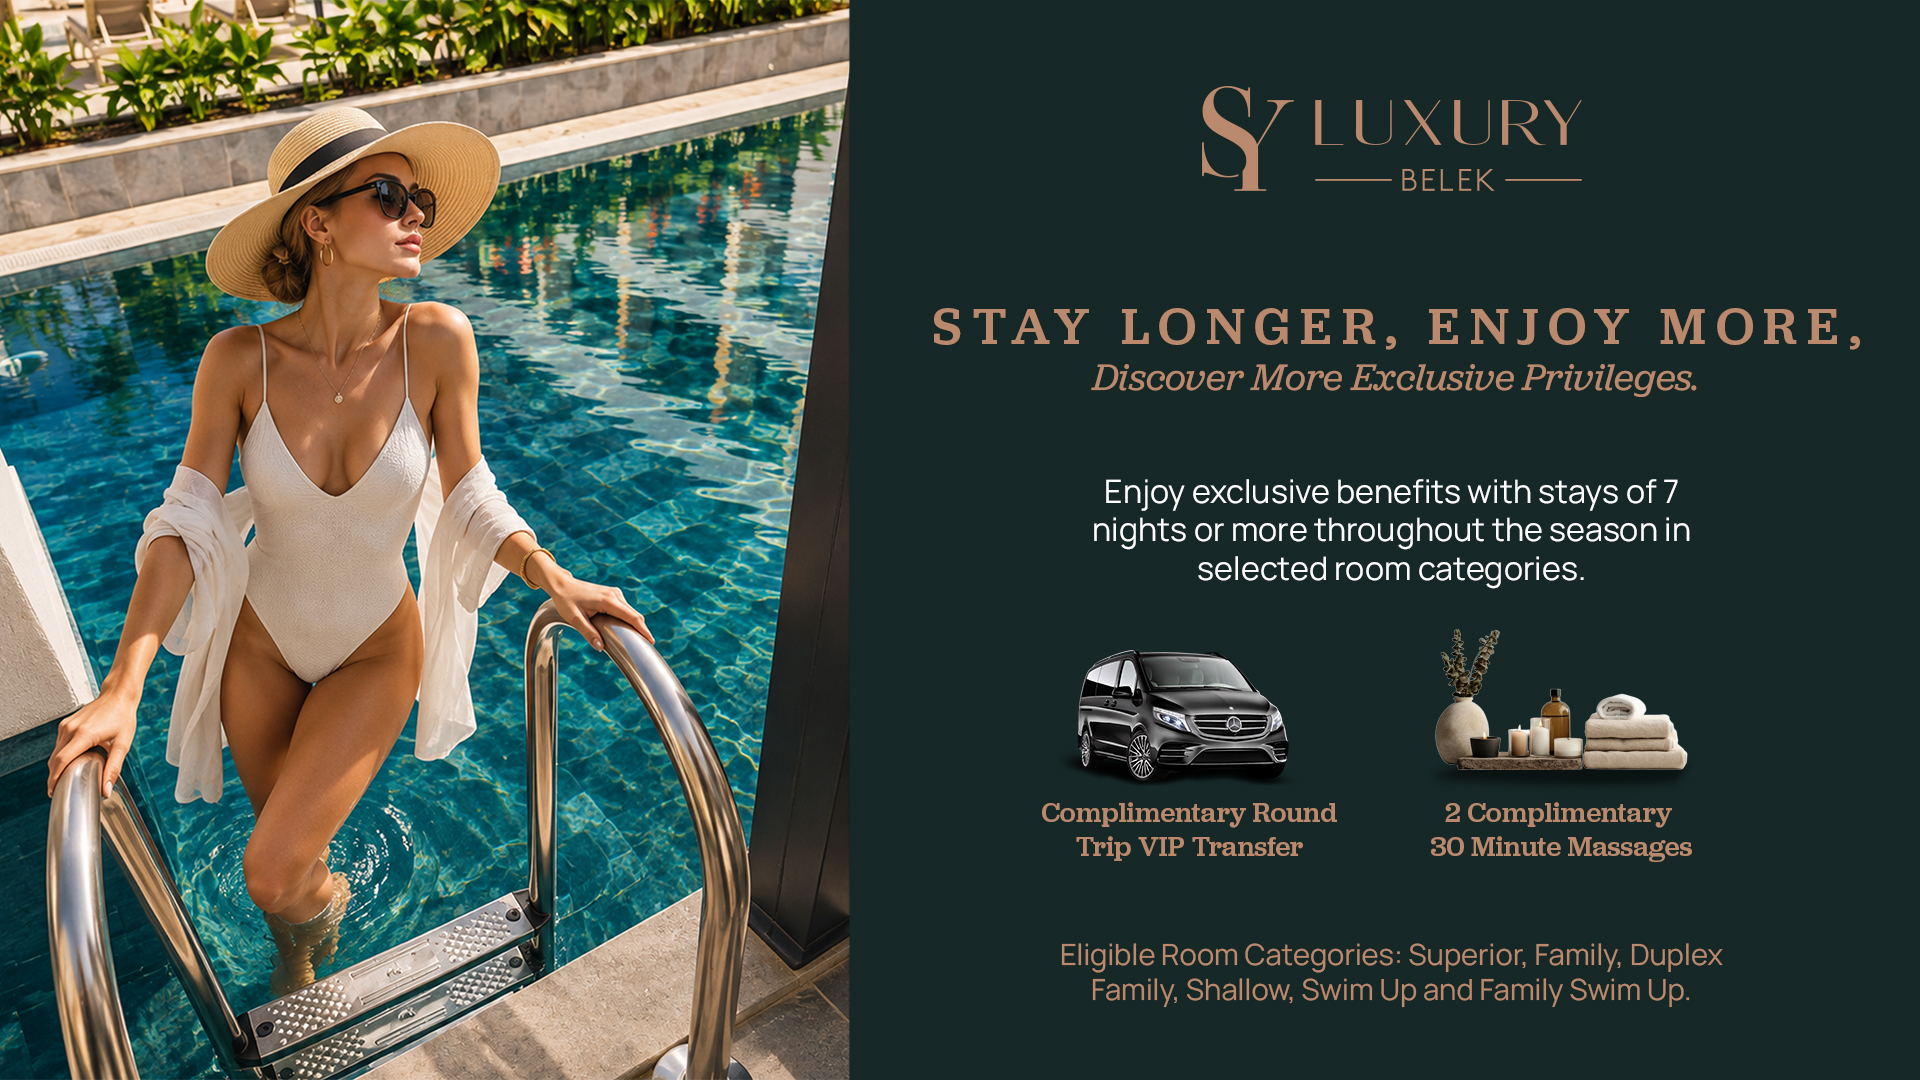 SY LUXURY
BELEK
STAY LONGER, ENJOY MORE,
Discover More Exclusive Privileges.
Enjoy exclusive benefits with stays of 7
nights or more throughout the season in
selected room categories.
Complimentary Round
Trip VIP Transfer
2 Complimentary
30 Minute Massages
Eligible Room Categories: Superior, Family, Duplex
Family, Shallow, Swim Up and Family Swim Up.